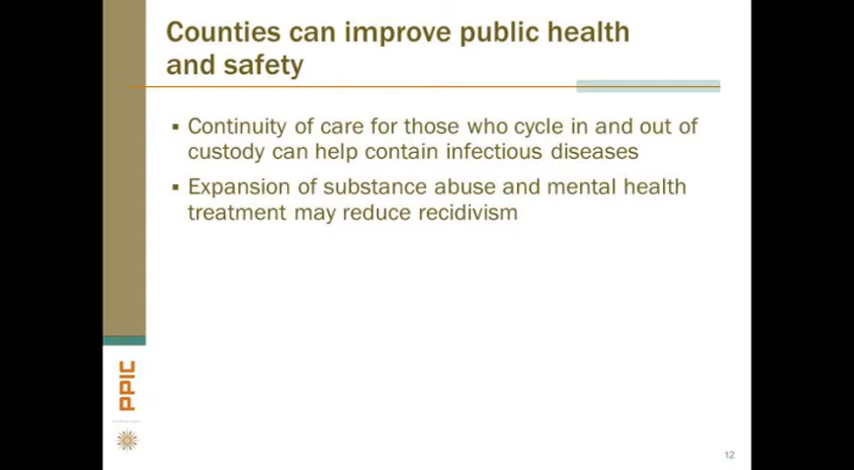 Counties can improve public health
and safety
▪ Continuity of care for those who cycle in and out of
custody can help contain infectious diseases
▪ Expansion of substance abuse and mental health
treatment may reduce recidivism
PPIC
12